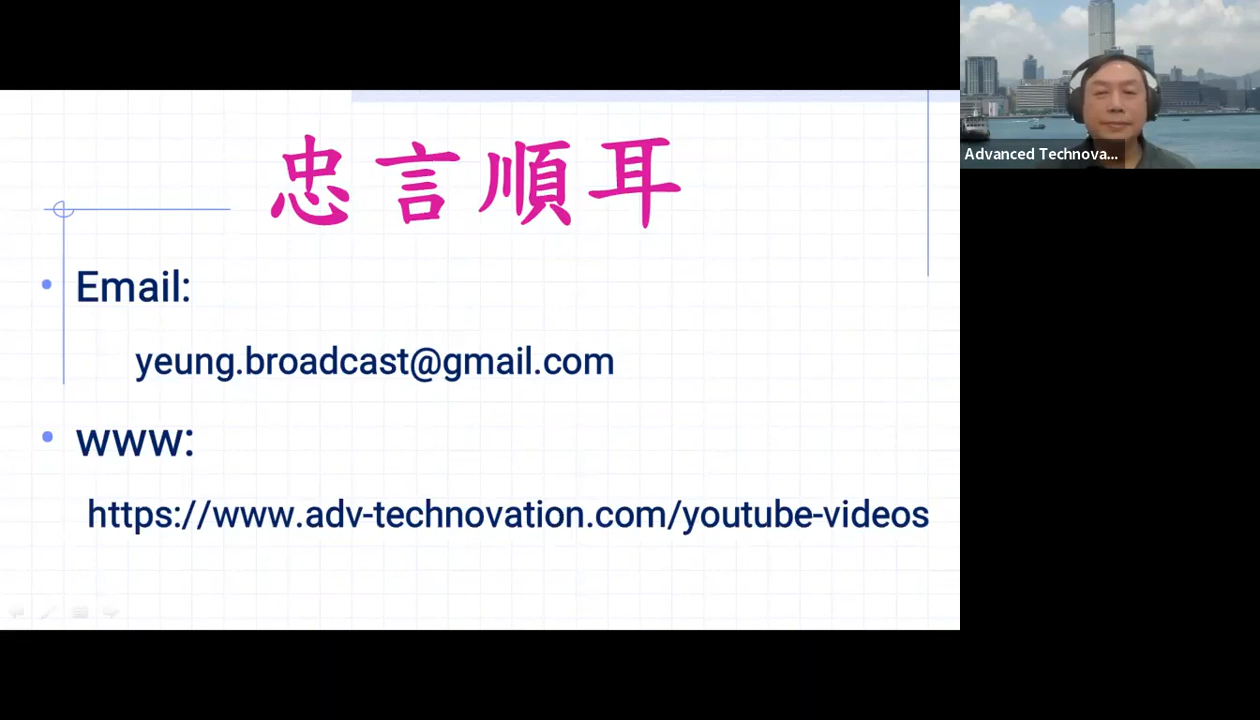 忠言順耳
Email:
yeung.broadcast@gmail.com
www:
https://www.adv-technovation.com/youtube-videos
Advanced Technova...